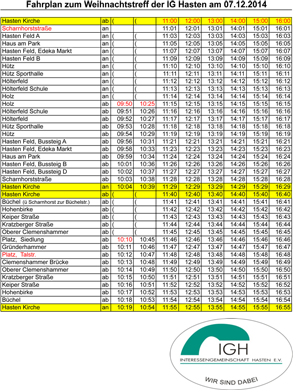 Fahrplan zum Weihnachtstreff der IG Hasten am 07.12.2014
Hasten Kirche ab ( ( 11:00 12:00 13:00 14:00 15:00 16:00
Scharnhorststraße an ( ( 11:01 12:01 13:01 14:01 15:01 16:01
Hasten Feld A an ( ( 11:03 12:03 13:03 14:03 15:03 16:03
Haus am Park an ( ( 11:05 12:05 13:05 14:05 15:05 16:05
Hasten Feld, Edeka Markt an ( ( 11:07 12:07 13:07 14:07 15:07 16:07
Hasten Feld B an ( ( 11:09 12:09 13:09 14:09 15:09 16:09
Hütz an ( ( 11:10 12:10 13:10 14:10 15:10 16:10
Hütz Sporthalle an ( ( 11:11 12:11 13:11 14:11 15:11 16:11
Hölterfeld an ( ( 11:12 12:12 13:12 14:12 15:12 16:12
Hölterfeld Schule an ( ( 11:13 12:13 13:13 14:13 15:13 16:13
Holz an ( ( 11:14 12:14 13:14 14:14 15:14 16:14
Holz ab 09:50 10:25 11:15 12:15 13:15 14:15 15:15 16:15
Hölterfeld Schule an 09:51 10:26 11:16 12:16 13:16 14:16 15:16 16:16
Hölterfeld an 09:52 10:27 11:17 12:17 13:17 14:17 15:17 16:17
Hütz Sporthalle an 09:53 10:28 11:18 12:18 13:18 14:18 15:18 16:18
Hütz an 09:54 10:29 11:19 12:19 13:19 14:19 15:19 16:19
Hasten Feld, Bussteig A an 09:56 10:31 11:21 12:21 13:21 14:21 15:21 16:21
Hasten Feld, Edeka Markt an 09:58 10:33 11:23 12:23 13:23 14:23 15:23 16:23
Haus am Park an 09:59 10:34 11:24 12:24 13:24 14:24 15:24 16:24
Hasten Feld, Bussteig B an 10:01 10:36 11:26 12:26 13:26 14:26 15:26 16:26
Hasten Feld, Bussteig D an 10:02 10:37 11:27 12:27 13:27 14:27 15:27 16:27
Scharnhorststraße an 10:03 10:38 11:28 12:28 13:28 14:28 15:28 16:28
Hasten Kirche an 10:04 10:39 11:29 12:29 13:29 14:29 15:29 16:29
Hasten Kirche ab ( ( 11:40 12:40 13:40 14:40 15:40 16:40
Büchel (ü Scharnhorst zur Büchelstr.) an ( ( 11:41 12:41 13:41 14:41 15:41 16:41
Hohenbirke an ( ( 11:42 12:42 13:42 14:42 15:42 16:42
Keiper Straße an ( ( 11:43 12:43 13:43 14:43 15:43 16:43
Kratzberger Straße an ( ( 11:44 12:44 13:44 14:44 15:44 16:44
Oberer Clemenshammer an ( ( 11:45 12:45 13:45 14:45 15:45 16:45
Platz, Siedlung an 10:10 10:45 11:46 12:46 13:46 14:46 15:46 16:46
Gründerhammer an 10:11 10:46 11:47 12:47 13:47 14:47 15:47 16:47
Platz, Talstr. an 10:12 10:47 11:48 12:48 13:48 14:48 15:48 16:48
Clemenshammer Brücke an 10:13 10:48 11:49 12:49 13:49 14:49 15:49 16:49
Oberer Clemenshammer an 10:14 10:49 11:50 12:50 13:50 14:50 15:50 16:50
Kratzberger Straße an 10:15 10:50 11:51 12:51 13:51 14:51 15:51 16:51
Keiper Straße an 10:16 10:51 11:52 12:52 13:52 14:52 15:52 16:52
Hohenbirke an 10:17 10:52 11:53 12:53 13:53 14:53 15:53 16:53
Büchel an 10:18 10:53 11:54 12:54 13:54 14:54 15:54 16:54
Hasten Kirche an 10:19 10:54 11:55 12:55 13:55 14:55 15:55 16:55
IGH
INTERESSENGEMEINSCHAFT HASTEN E.V.
WIR SIND DABEI